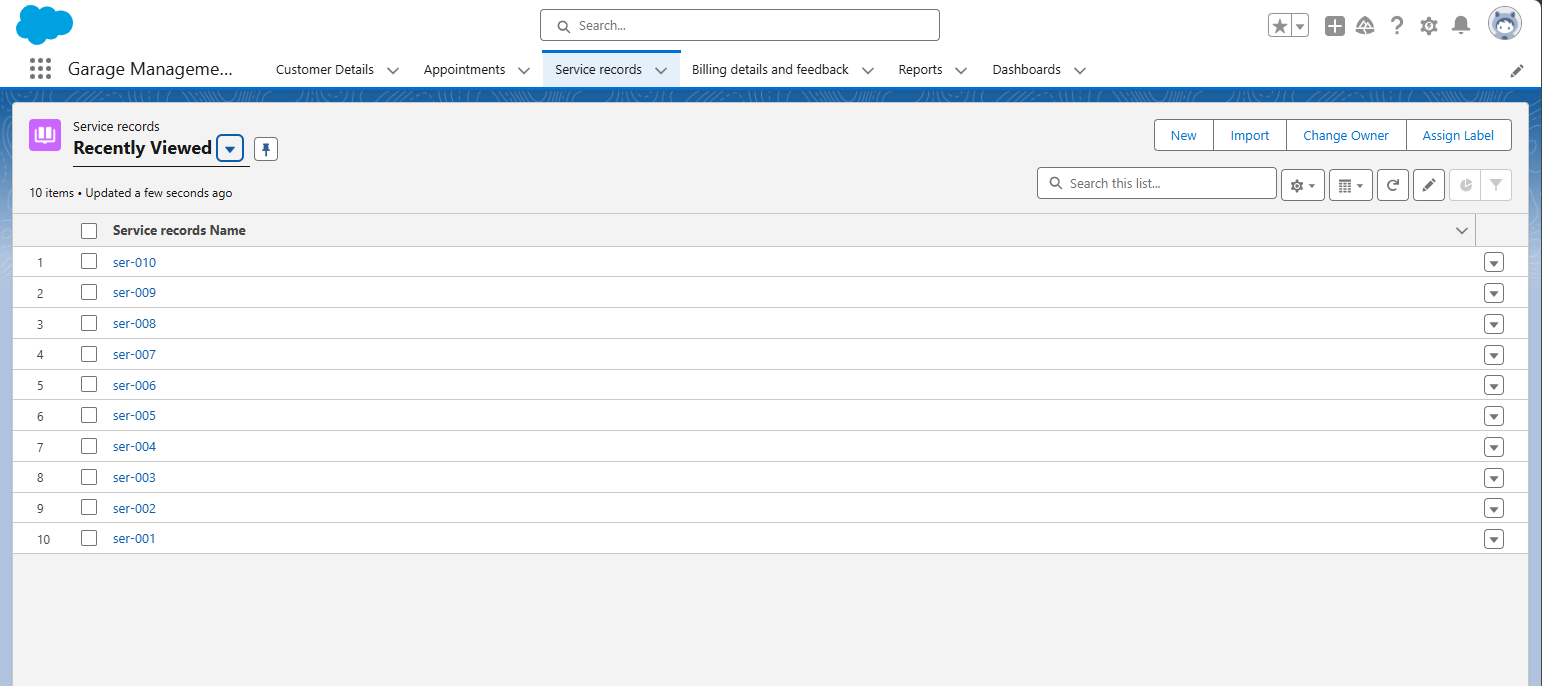 Search...
Garage Manageme...
Customer Details
Appointments
Service records
Billing details and feedback
Reports
Dashboards
Service records
Recently Viewed
New
Import
Change Owner
Assign Label
10 items • Updated a few seconds ago
Search this list...
Service records Name
1 ser-010
2 ser-009
3 ser-008
4 ser-007
5 ser-006
6 ser-005
7 ser-004
8 ser-003
9 ser-002
10 ser-001